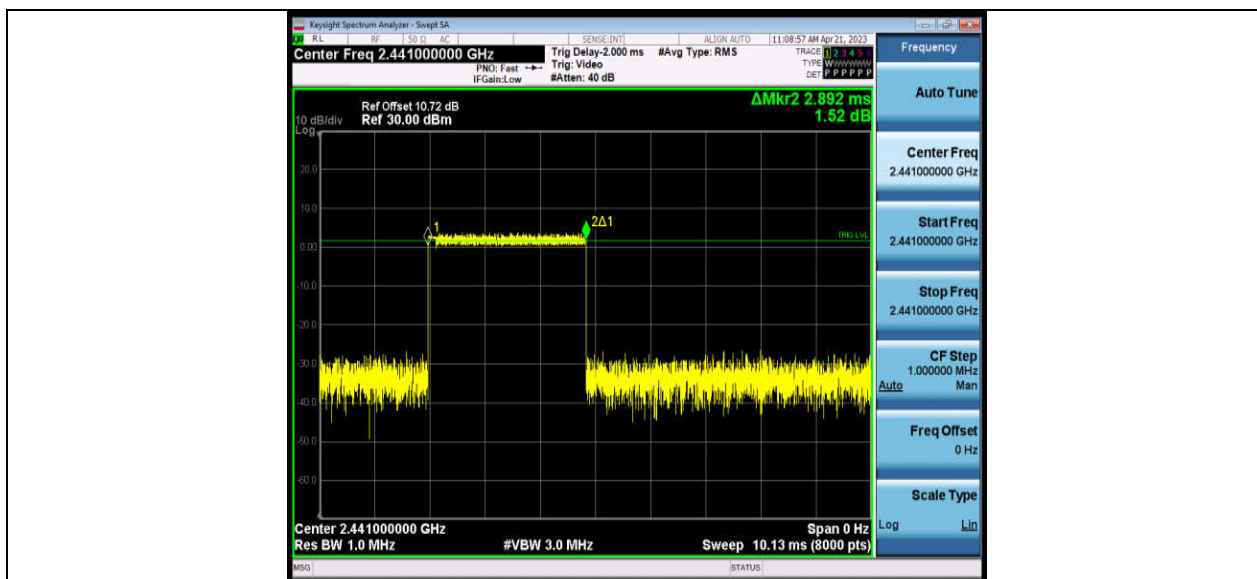 Keysight Spectrum Analyzer - Swept SA
RL RF 50 Ω AC SENSE:INT ALIGN AUTO 11:08:57 AM Apr 21, 2023
Center Freq 2.441000000 GHz
Trig Delay-2.000 ms #Avg Type: RMS
PNO: Fast Trig: Video
IFGain:Low #Atten: 40 dB
TRACE 1 2 3 4 5 6
TYPE WWWWWW
DET P P P P P P
Frequency
ΔMkr2 2.892 ms
1.52 dB
Ref Offset 10.72 dB
10 dB/div Ref 30.00 dBm
Log
20.0
10.0
0.00
-10.0
-20.0
-30.0
-40.0
-50.0
-60.0
1
2Δ1
TRIG LVL
Center 2.441000000 GHz Span 0 Hz
Res BW 1.0 MHz #VBW 3.0 MHz Sweep 10.13 ms (8000 pts)
MSG STATUS
Auto Tune
Center Freq
2.441000000 GHz
Start Freq
2.441000000 GHz
Stop Freq
2.441000000 GHz
CF Step
1.000000 MHz
Auto Man
Freq Offset
0 Hz
Scale Type
Log Lin